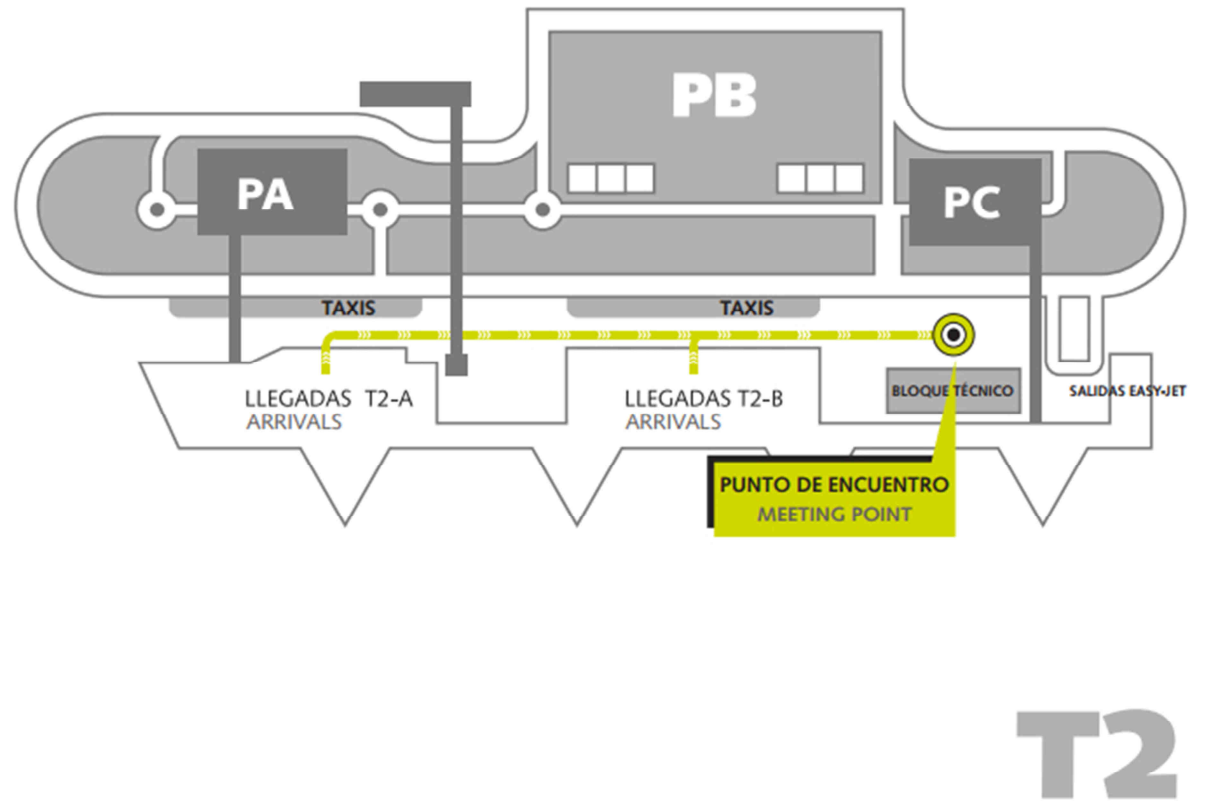 PB
PA
PC
TAXIS
TAXIS
LLEGADAS T2-A
ARRIVALS
LLEGADAS T2-B
ARRIVALS
BLOQUE TÉCNICO
SALIDAS EASY-JET
PUNTO DE ENCUENTRO
MEETING POINT
T2